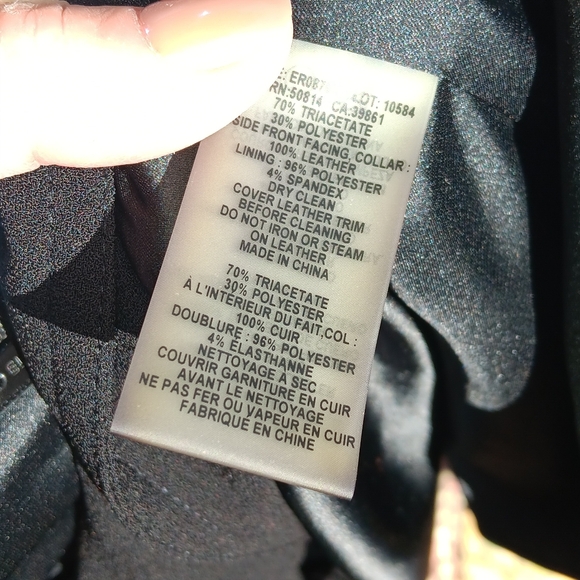 : ER087 LOT: 10584
RN:50814 CA:39861
70% TRIACETATE
30% POLYESTER
SIDE FRONT FACING, COLLAR :
100% LEATHER
LINING : 96% POLYESTER
4% SPANDEX
DRY CLEAN
COVER LEATHER TRIM
BEFORE CLEANING
DO NOT IRON OR STEAM
ON LEATHER
MADE IN CHINA
70% TRIACETATE
30% POLYESTER
À L'INTÉRIEUR DU FAIT,COL :
100% CUIR
DOUBLURE : 96% POLYESTER
4% ÉLASTHANNE
NETTOYAGE À SEC
COUVRIR GARNITURE EN CUIR
AVANT LE NETTOYAGE
NE PAS FER OU VAPEUR EN CUIR
FABRIQUE EN CHINE